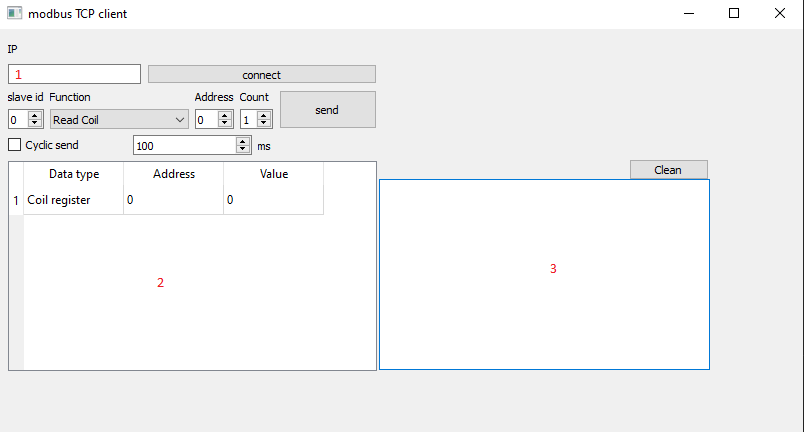 modbus TCP client
IP
1
connect
slave id Function Address Count
0 Read Coil 0 1 send
Cyclic send 100 ms
Clean
Data type Address Value
1 Coil register 0 0
2
3